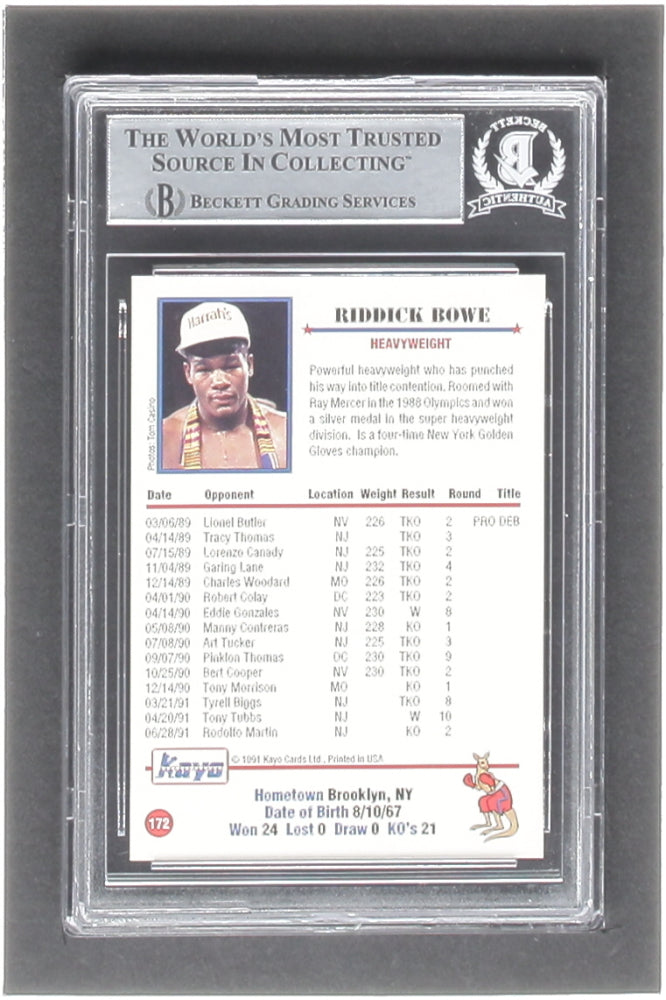 THE WORLD'S MOST TRUSTED
SOURCE IN COLLECTING™
B BECKETT GRADING SERVICES
BECKETT
B
AUTHENTIC
Harrah's
Photos: Tom Casino
RIDDICK BOWE
HEAVYWEIGHT
Powerful heavyweight who has punched
his way into title contention. Roomed with
Ray Mercer in the 1988 Olympics and won
a silver medal in the super heavyweight
division. Is a four-time New York Golden
Gloves champion.
Date Opponent Location Weight Result Round Title
03/06/89 Lionel Butler NV 226 TKO 2 PRO DEB
04/14/89 Tracy Thomas NJ TKO 3
07/15/89 Lorenzo Canady NJ 225 TKO 2
11/04/89 Garing Lane NJ 232 TKO 4
12/14/89 Charles Woodard MO 226 TKO 2
04/01/90 Robert Colay DC 223 TKO 2
04/14/90 Eddie Gonzales NV 230 W 8
05/08/90 Manny Contreras NJ 228 KO 1
07/08/90 Art Tucker NJ 225 TKO 3
09/07/90 Pinklon Thomas DC 230 TKO 9
10/25/90 Bert Cooper NV 230 TKO 2
12/14/90 Tony Morrison MO KO 1
03/21/91 Tyrell Biggs NJ TKO 8
04/20/91 Tony Tubbs NJ W 10
06/28/91 Rodolfo Martin NJ KO 2
Kayo © 1991 Kayo Cards Ltd., Printed in USA
Hometown Brooklyn, NY
Date of Birth 8/10/67
172 Won 24 Lost 0 Draw 0 KO's 21